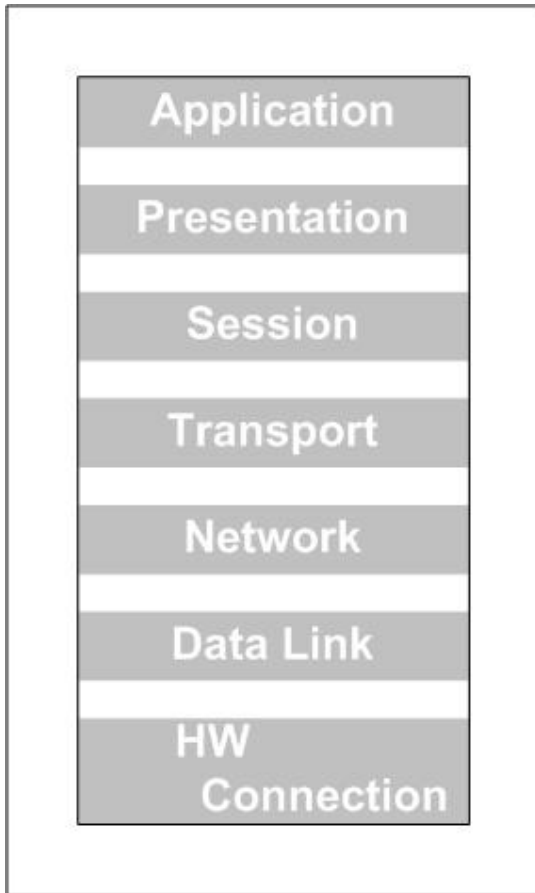 Application
Presentation
Session
Transport
Network
Data Link
HW
Connection